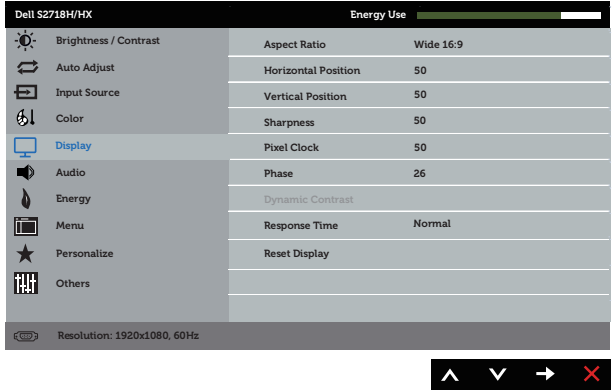 Dell S2718H/HX Energy Use
Brightness / Contrast
Auto Adjust
Input Source
Color
Display
Audio
Energy
Menu
Personalize
Others
Aspect Ratio Wide 16:9
Horizontal Position 50
Vertical Position 50
Sharpness 50
Pixel Clock 50
Phase 26
Dynamic Contrast
Response Time Normal
Reset Display
Resolution: 1920x1080, 60Hz